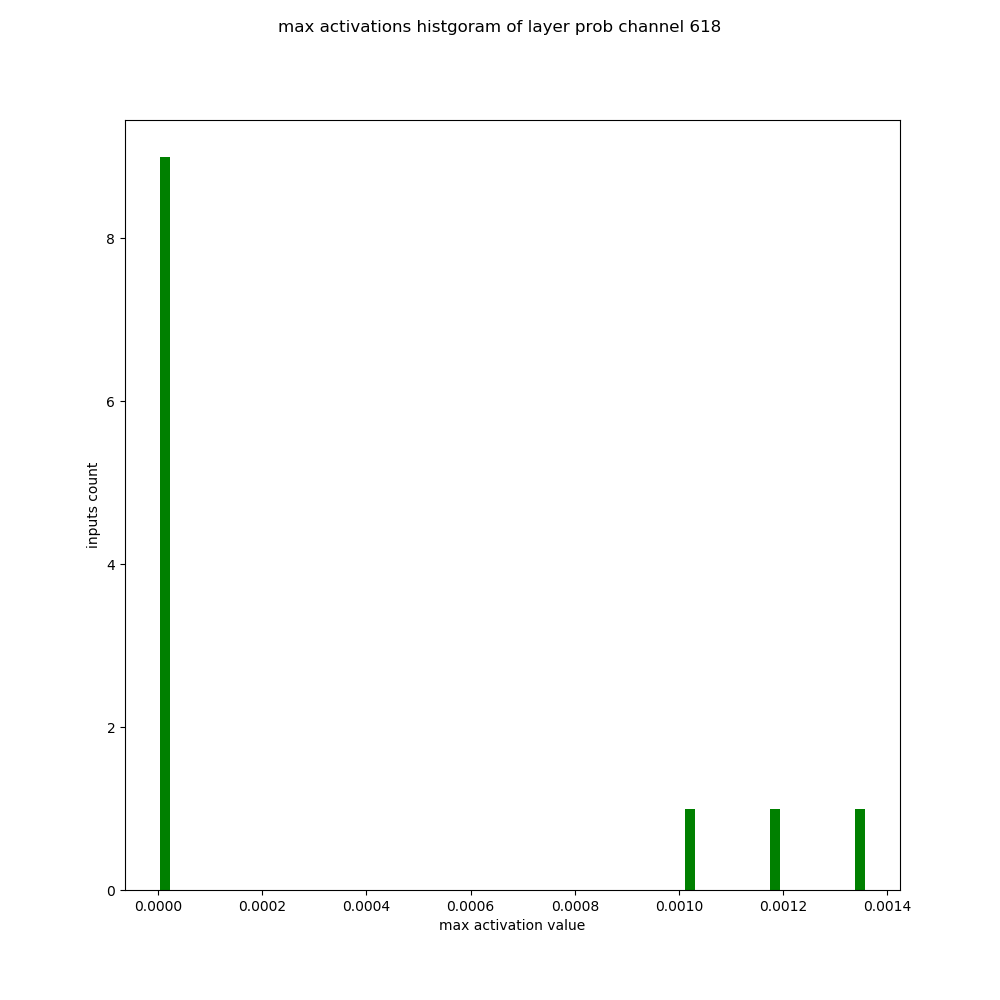 max activations histgoram of layer prob channel 618
8
6
4
2
0
inputs count
0.0000 0.0002 0.0004 0.0006 0.0008 0.0010 0.0012 0.0014
max activation value